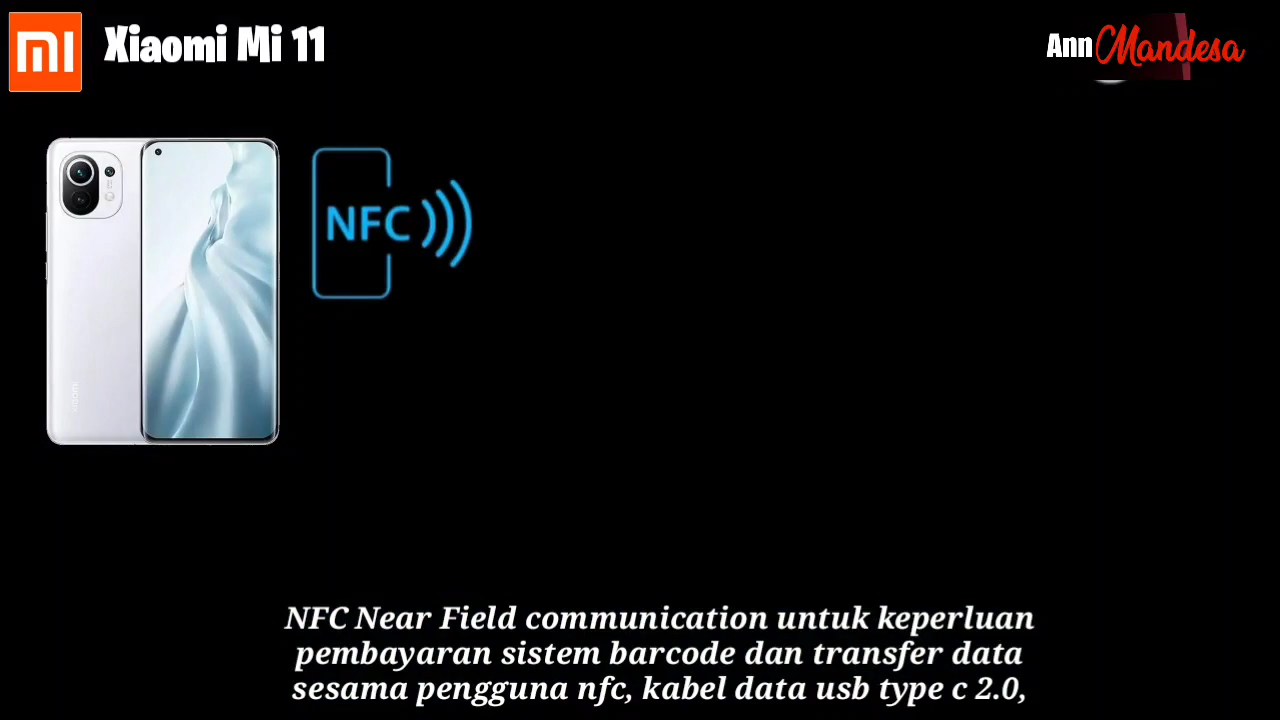 MI
Xiaomi Mi 11
Ann Mandesa
NFC
NFC Near Field communication untuk keperluan
pembayaran sistem barcode dan transfer data
sesama pengguna nfc, kabel data usb type c 2.0,